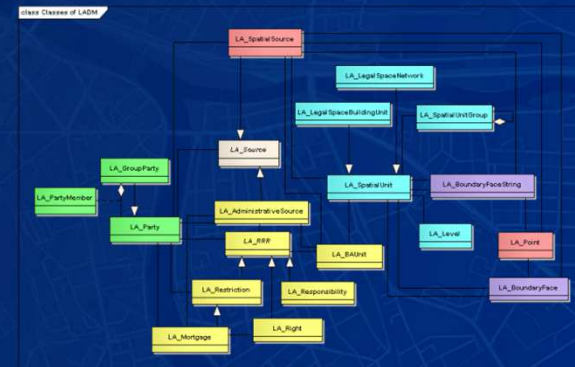 class Classes of LADM
LA_SpatialSource
LA_LegalSpaceNetwork
LA_LegalSpaceBuildingUnit
LA_SpatialUnitGroup
LA_Source
LA_GroupParty
LA_SpatialUnit
LA_BoundaryFaceString
LA_PartyMember
LA_AdministrativeSource
LA_Party
LA_Level
LA_RRR
LA_Point
LA_BAUnit
LA_Restriction
LA_Responsibility
LA_BoundaryFace
LA_Right
LA_Mortgage